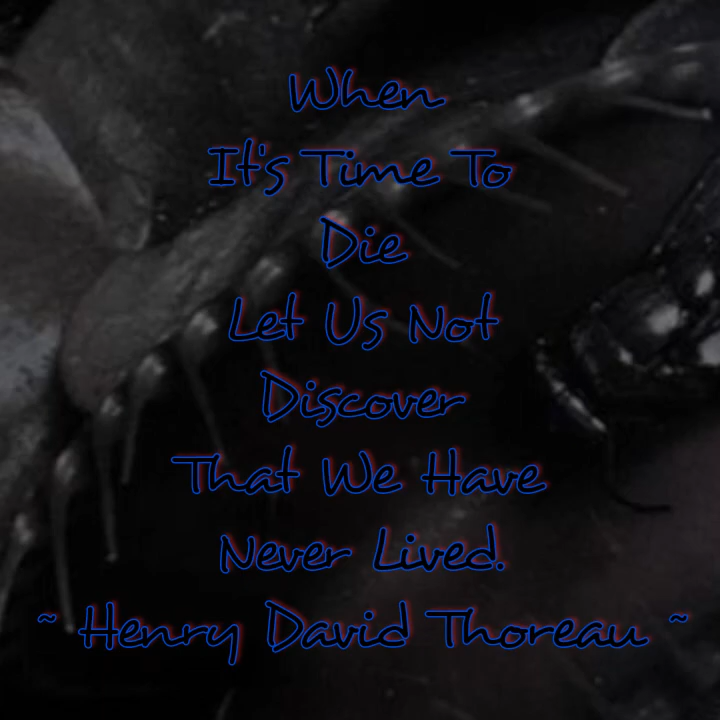 When
It's Time To
Die
Let Us Not
Discover
That We Have
Never Lived.
~ Henry David Thoreau ~